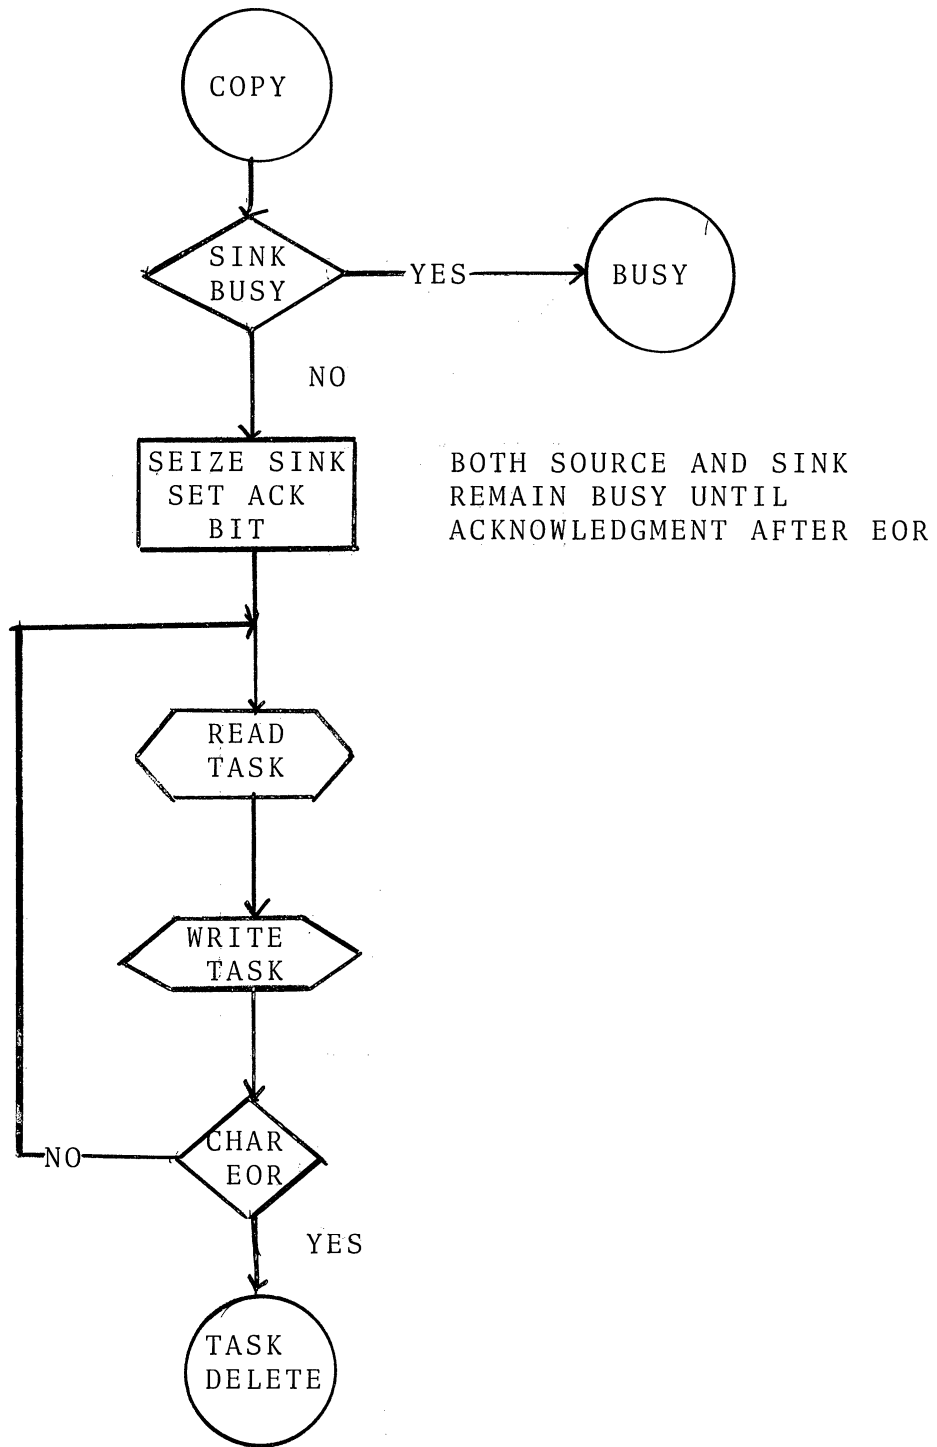 COPY
SINK
BUSY
YES
BUSY
NO
SEIZE SINK
SET ACK
BIT
BOTH SOURCE AND SINK
REMAIN BUSY UNTIL
ACKNOWLEDGMENT AFTER EOR
READ
TASK
WRITE
TASK
CHAR
EOR
NO
YES
TASK
DELETE